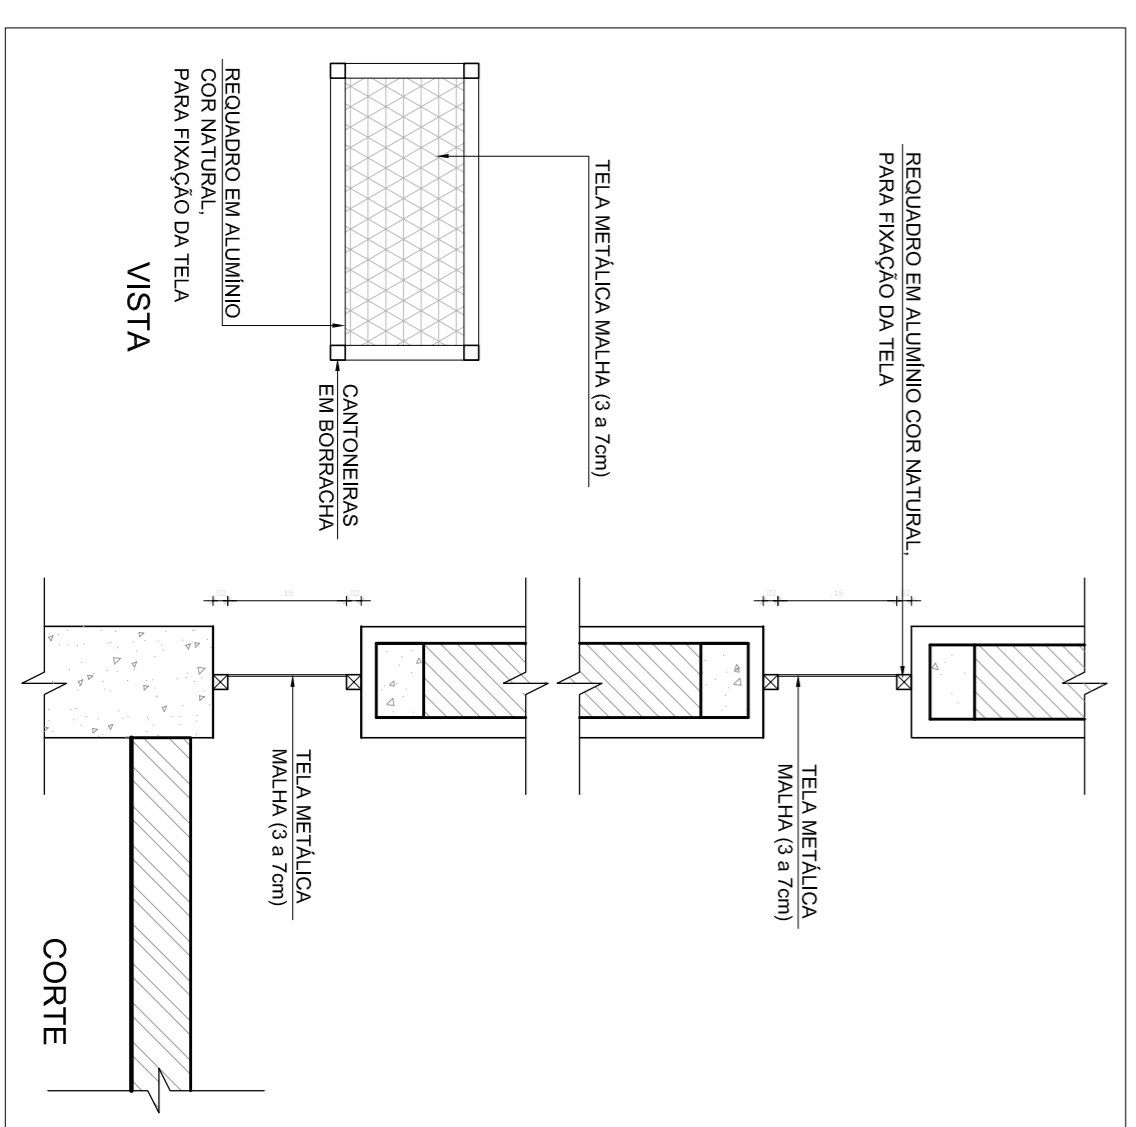 REQUADRO EM ALUMÍNIO COR NATURAL,
PARA FIXAÇÃO DA TELA
TELA METÁLICA
MALHA (3 a 7cm)
TELA METÁLICA MALHA (3 a 7cm)
CANTONEIRAS
EM BORRACHA
TELA METÁLICA
MALHA (3 a 7cm)
REQUADRO EM ALUMÍNIO
COR NATURAL,
PARA FIXAÇÃO DA TELA
VISTA
CORTE